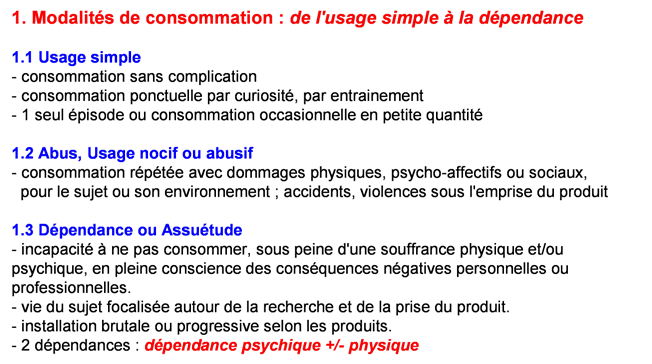 1. Modalités de consommation : de l'usage simple à la dépendance
1.1 Usage simple
- consommation sans complication
- consommation ponctuelle par curiosité, par entrainement
- 1 seul épisode ou consommation occasionnelle en petite quantité
1.2 Abus, Usage nocif ou abusif
- consommation répétée avec dommages physiques, psycho-affectifs ou sociaux,
pour le sujet ou son environnement ; accidents, violences sous l'emprise du produit
1.3 Dépendance ou Assuétude
- incapacité à ne pas consommer, sous peine d'une souffrance physique et/ou
psychique, en pleine conscience des conséquences négatives personnelles ou
professionnelles.
- vie du sujet focalisée autour de la recherche et de la prise du produit.
- installation brutale ou progressive selon les produits.
- 2 dépendances : dépendance psychique +/- physique